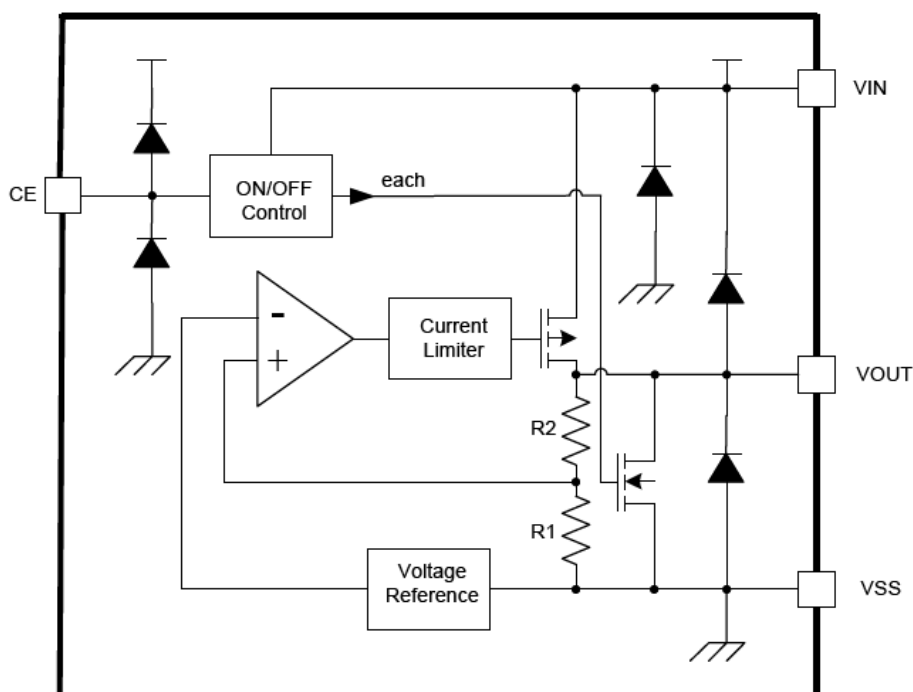 VIN
each
CE
ON/OFF
Control
-
+
Current
Limiter
VOUT
R2
R1
Voltage
Reference
VSS